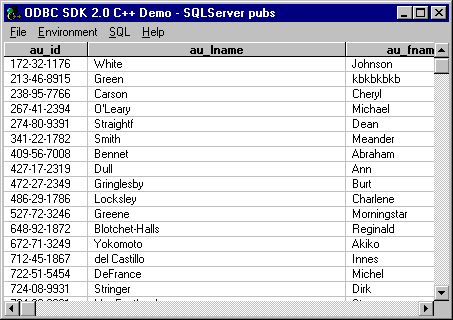 ODBC SDK 2.0 C++ Demo - SQLServer pubs
File Environment SQL Help
au_id au_lname au_fnam
172-32-1176 White Johnson
213-46-8915 Green kbkbkbkb
238-95-7766 Carson Cheryl
267-41-2394 O'Leary Michael
274-80-9391 Straightf Dean
341-22-1782 Smith Meander
409-56-7008 Bennet Abraham
427-17-2319 Dull Ann
472-27-2349 Gringlesby Burt
486-29-1786 Locksley Charlene
527-72-3246 Greene Morningstar
648-92-1872 Blotchet-Halls Reginald
672-71-3249 Yokomoto Akiko
712-45-1867 del Castillo Innes
722-51-5454 DeFrance Michel
724-08-9931 Stringer Dirk